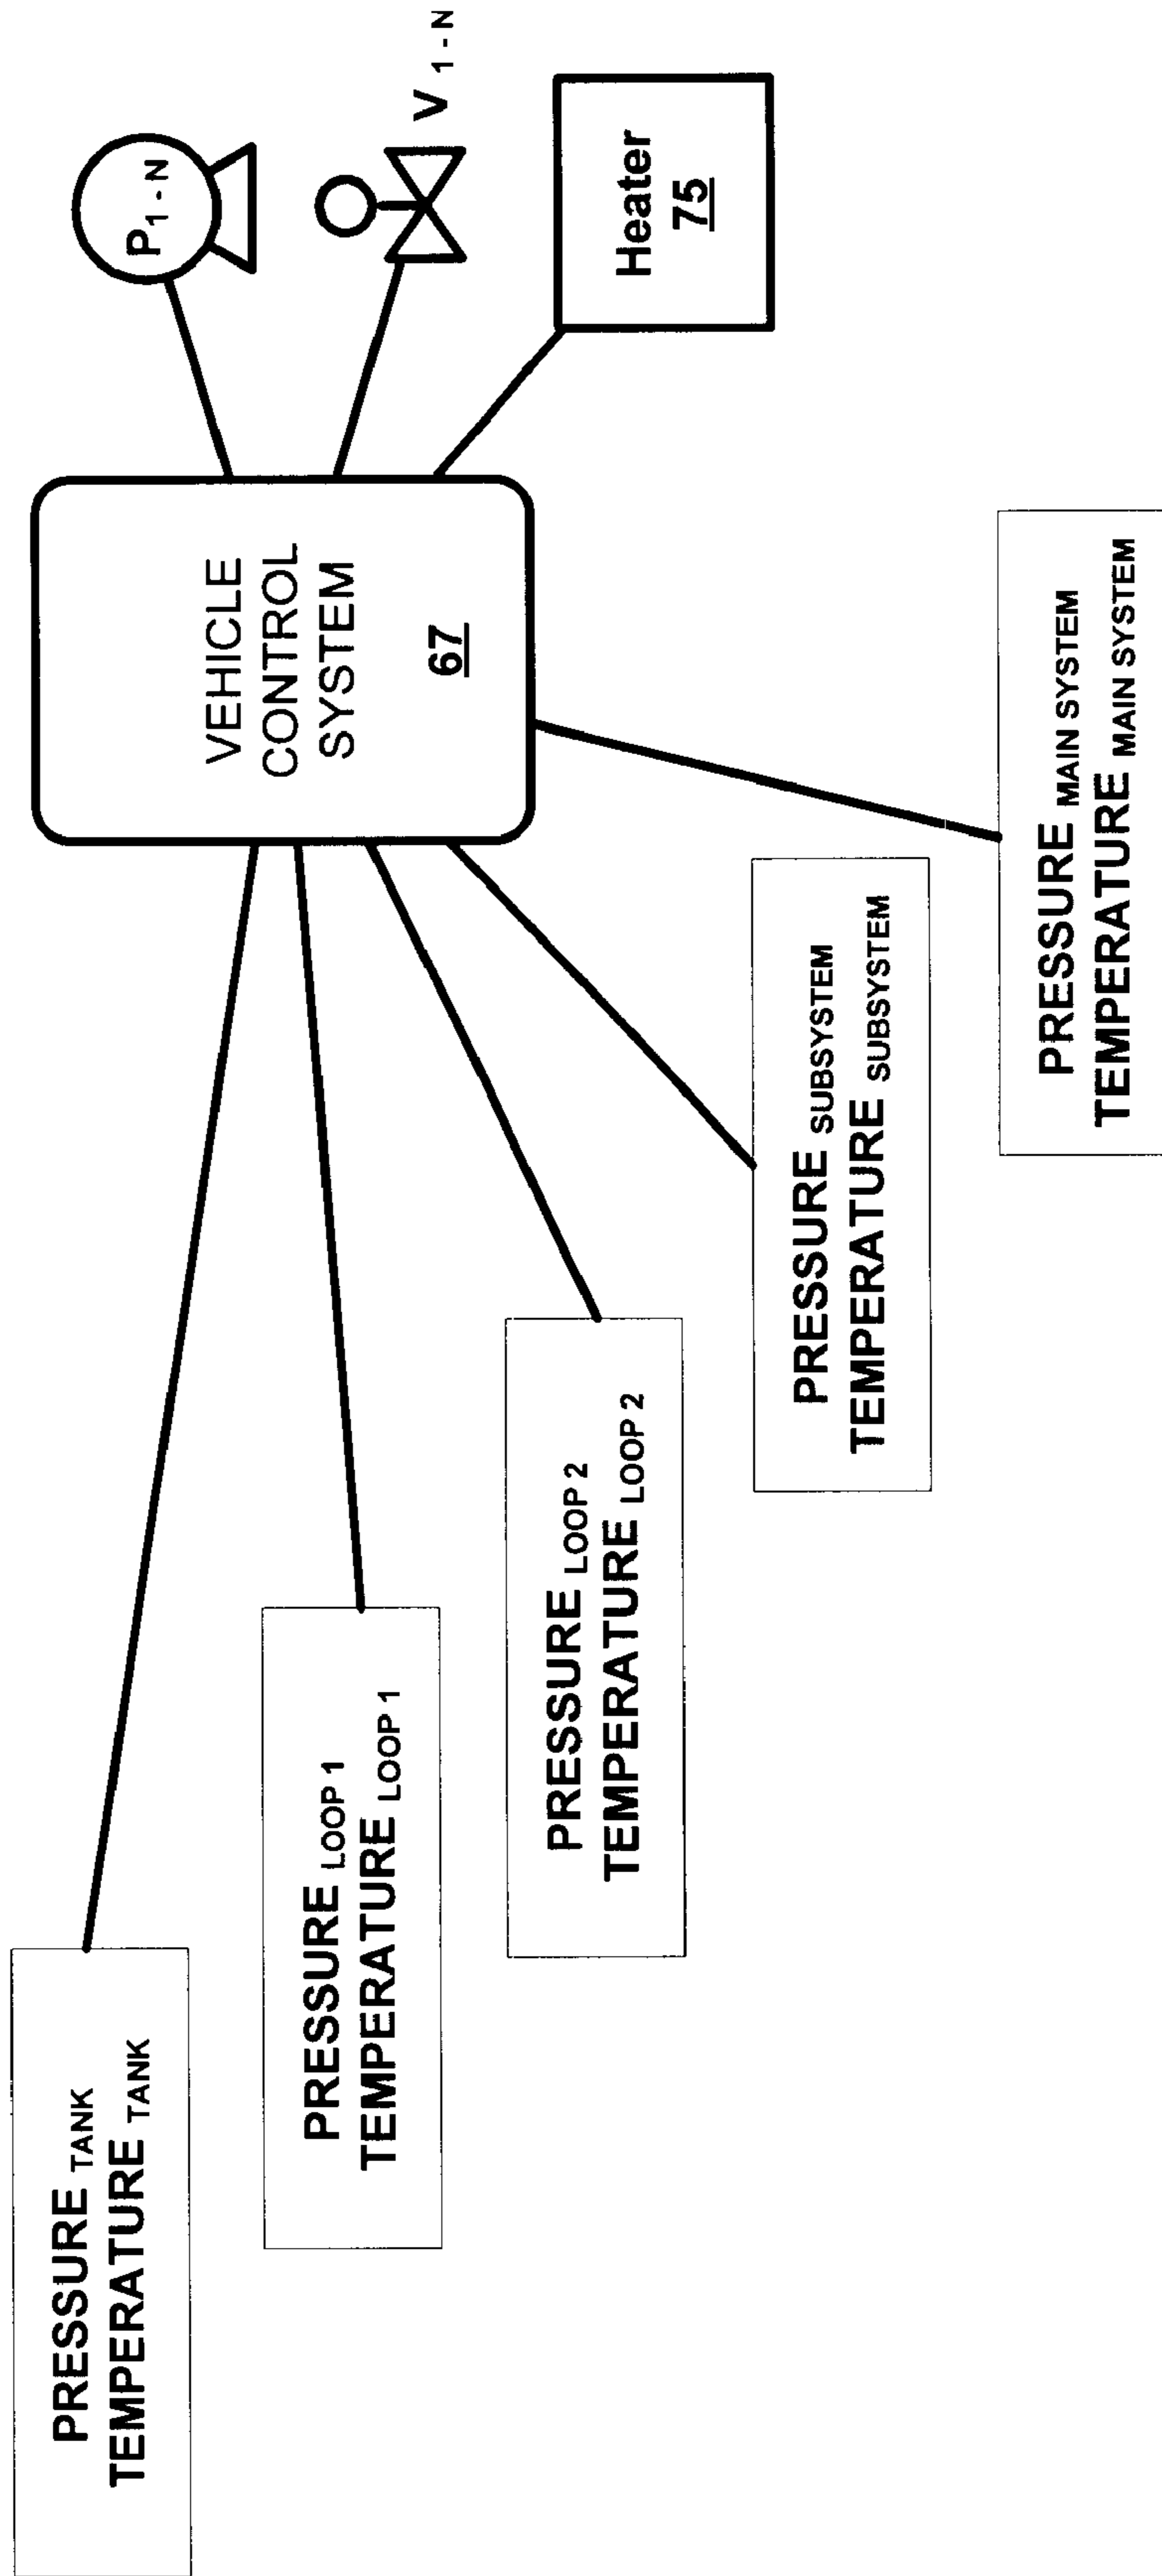 PRESSURE TANK
TEMPERATURE TANK
PRESSURE LOOP 1
TEMPERATURE LOOP 1
PRESSURE LOOP 2
TEMPERATURE LOOP 2
PRESSURE SUBSYSTEM
TEMPERATURE SUBSYSTEM
PRESSURE MAIN SYSTEM
TEMPERATURE MAIN SYSTEM
VEHICLE
CONTROL
SYSTEM
67
P1 - N
V 1 - N
Heater
75